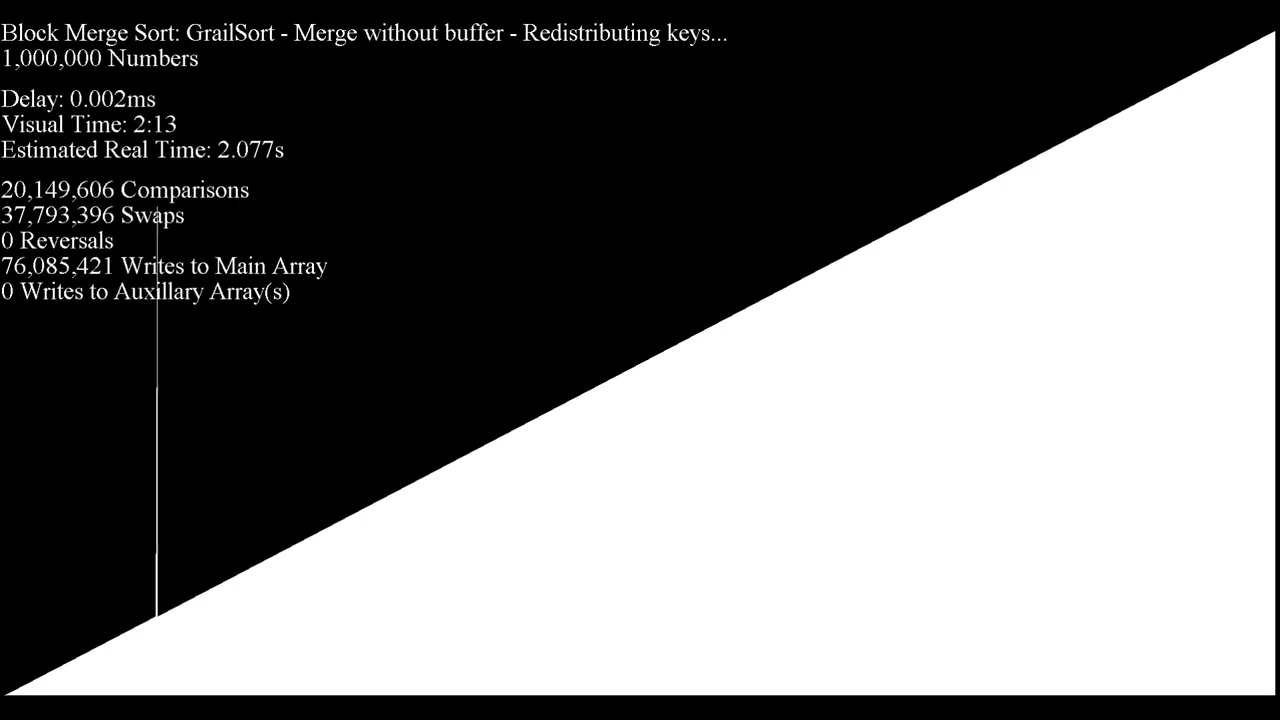 Block Merge Sort: GrailSort - Merge without buffer - Redistributing keys...
1,000,000 Numbers
Delay: 0.002ms
Visual Time: 2:13
Estimated Real Time: 2.077s
20,149,606 Comparisons
37,793,396 Swaps
0 Reversals
76,085,421 Writes to Main Array
0 Writes to Auxillary Array(s)